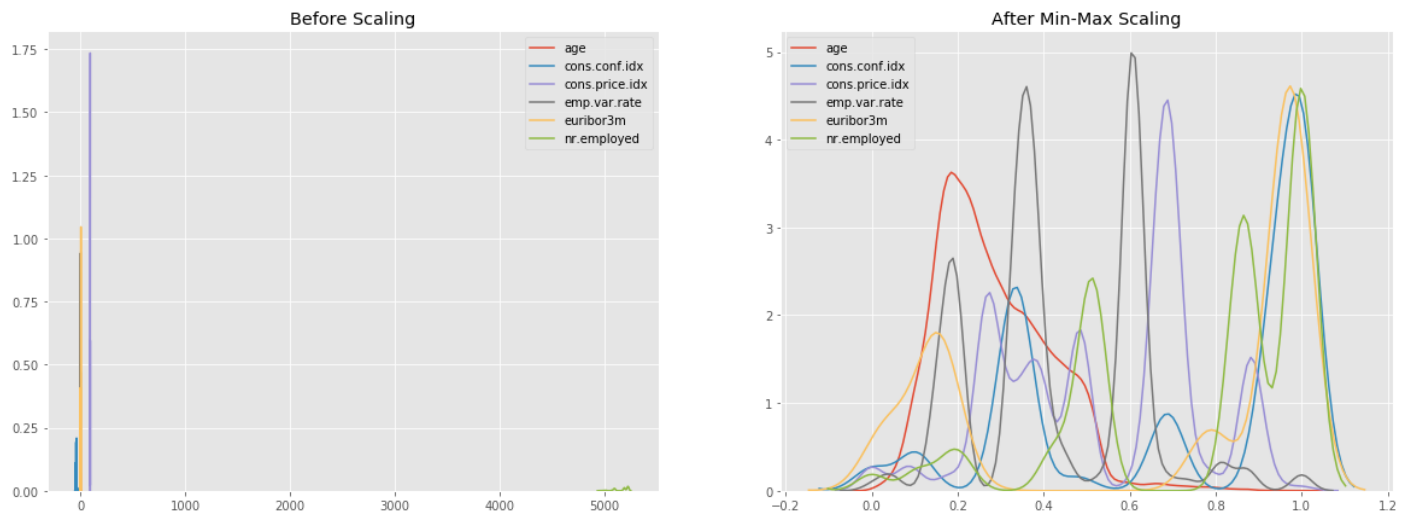 Before Scaling
1.75
1.50
1.25
1.00
0.75
0.50
0.25
0.00
0
1000
2000
3000
4000
5000
age
cons.conf.idx
cons.price.idx
emp.var.rate
euribor3m
nr.employed
After Min-Max Scaling
5
4
3
2
1
0
−0.2
0.0
0.2
0.4
0.6
0.8
1.0
1.2
age
cons.conf.idx
cons.price.idx
emp.var.rate
euribor3m
nr.employed